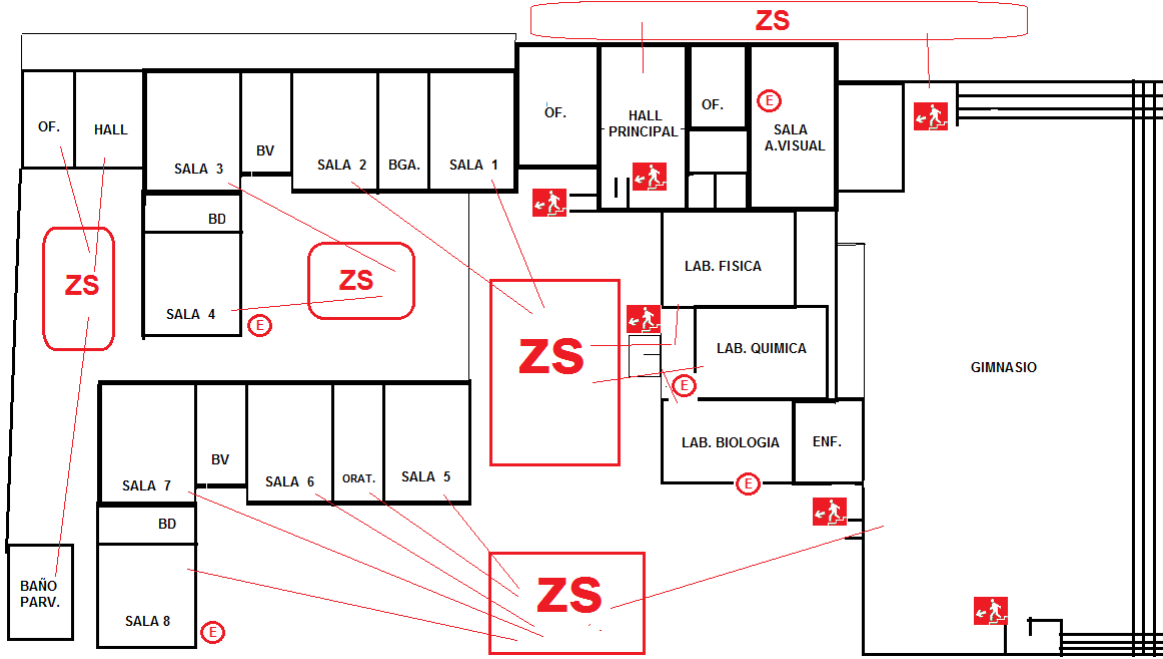 ZS
OF.
HALL
SALA 3
BV
SALA 2
BGA.
SALA 1
OF.
HALL
PRINCIPAL
OF.
E
SALA
A.VISUAL
BD
ZS
ZS
SALA 4
E
LAB. FISICA
ZS
LAB. QUIMICA
E
GIMNASIO
LAB. BIOLOGIA
ENF.
E
SALA 7
BV
SALA 6
ORAT.
SALA 5
BD
ZS
BAÑO
PARV.
SALA 8
E